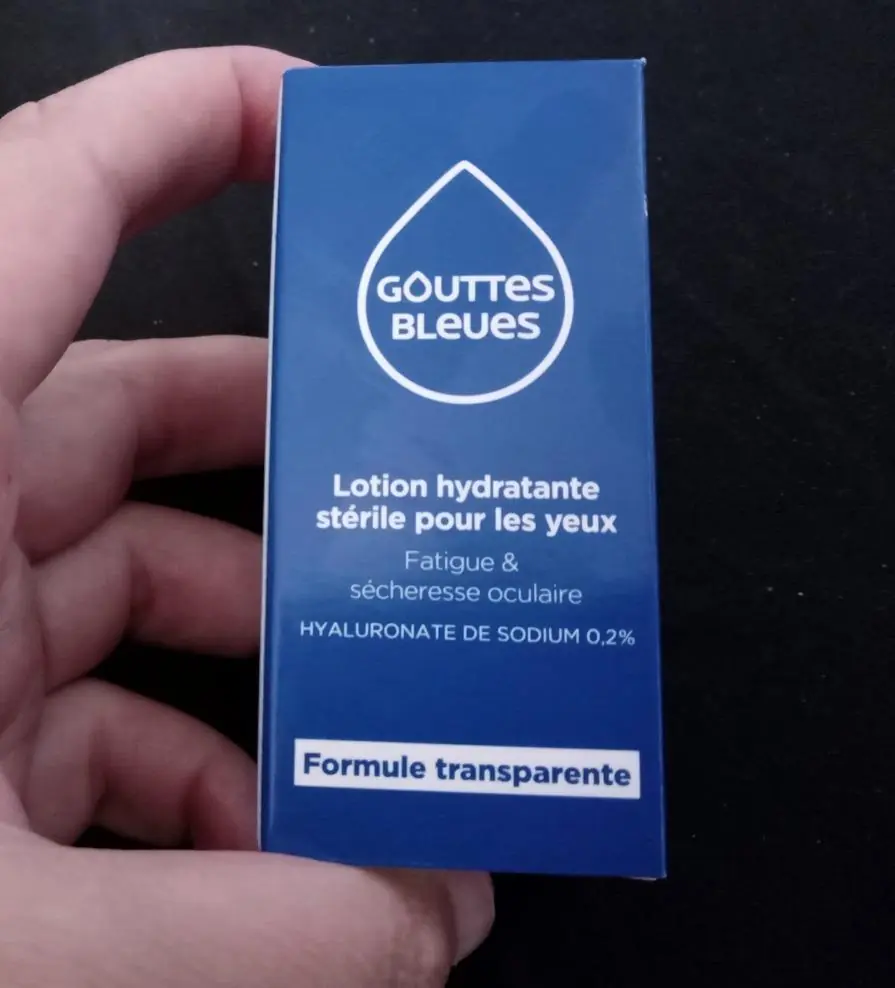 GOUTTES
BLEUES
Lotion hydratante
stérile pour les yeux
Fatigue &
sécheresse oculaire
HYALURONATE DE SODIUM 0,2%
Formule transparente